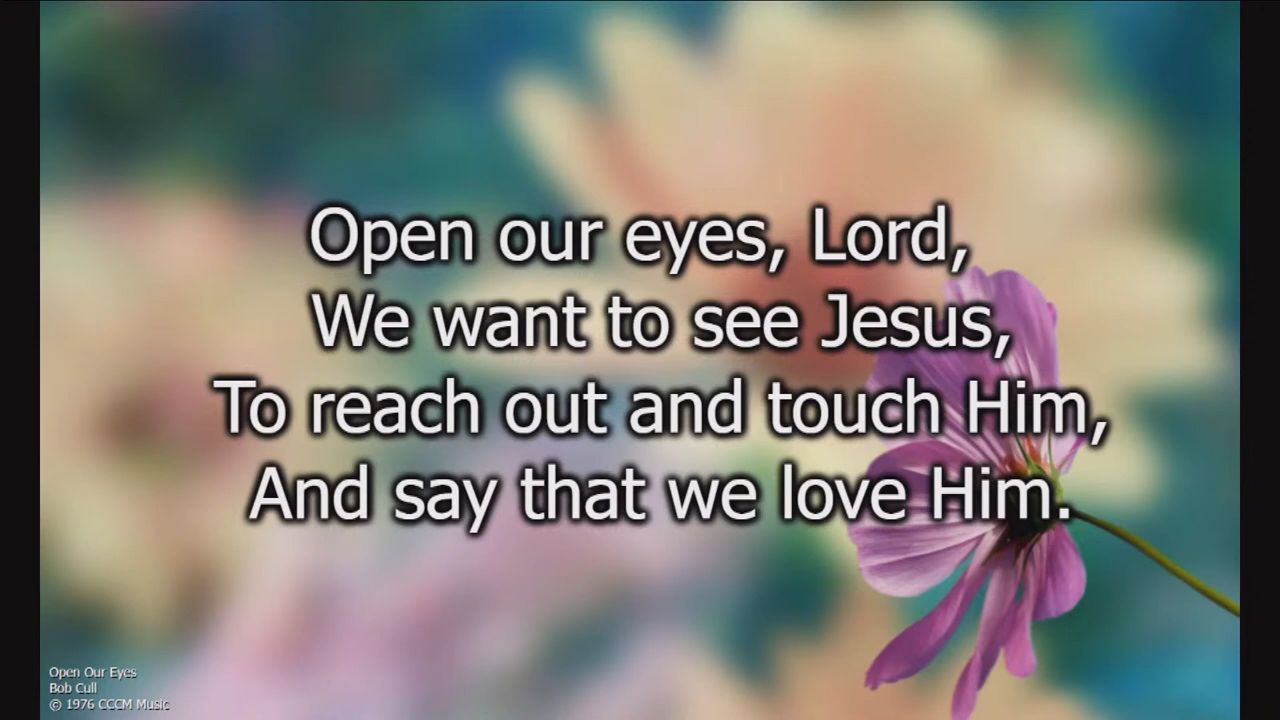 Open our eyes, Lord,
We want to see Jesus,
To reach out and touch Him,
And say that we love Him.
Open Our Eyes
Bob Cull
© 1976 CCCM Music